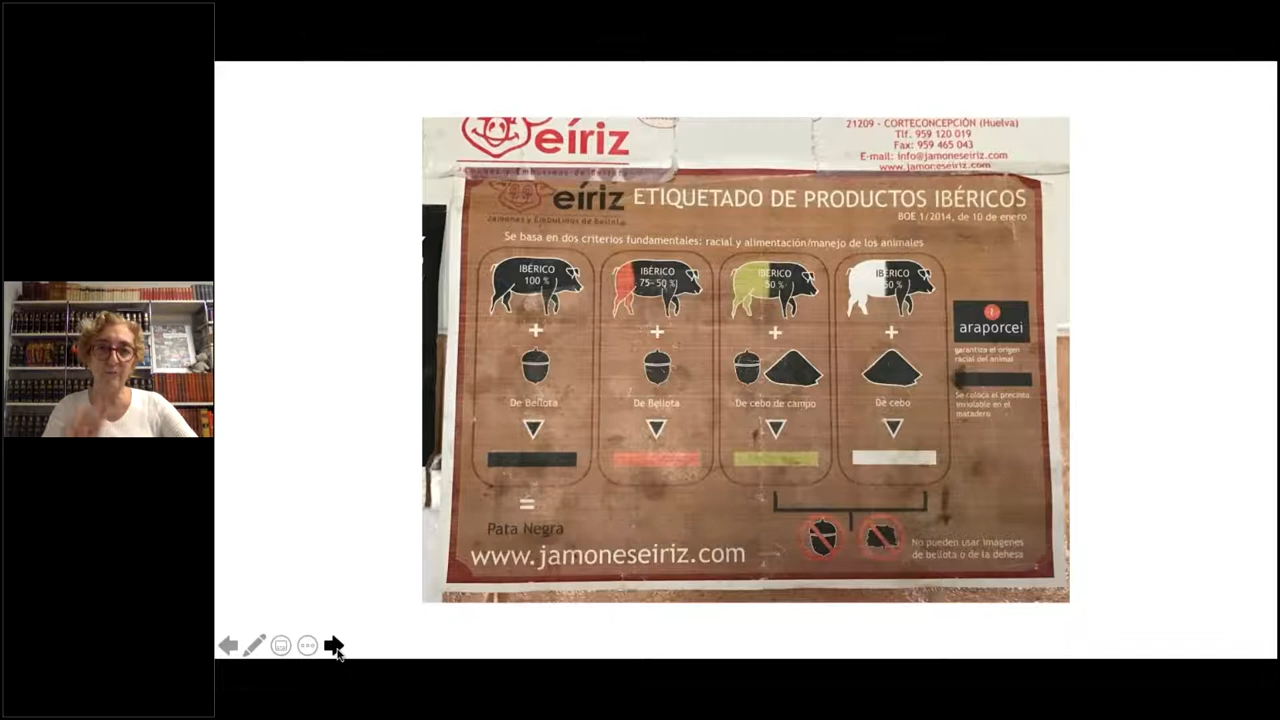 eíriz
21209 - CORTECONCEPCIÓN (Huelva)
Tlf. 959 120 019
Fax: 959 465 043
E-mail: info@jamoneseiriz.com
www.jamoneseiriz.com
Jamones y Embutidos de Bellota
eíriz
Jamones y Embutidos de bellota
ETIQUETADO DE PRODUCTOS IBÉRICOS
BOE 1/2014, de 10 de enero
Se basa en dos criterios fundamentales: racial y alimentación/manejo de los animales
IBÉRICO
100 %
+
De Bellota
=
Pata Negra
IBÉRICO
75-50 %
+
De Bellota
IBÉRICO
50 %
+
De cebo de campo
IBÉRICO
50 %
+
De cebo
araporcei
garantiza el origen
racial del animal
Se coloca el precinto
inviolable en el
matadero
No pueden usar imágenes
de bellota o de la dehesa
www.jamoneseiriz.com